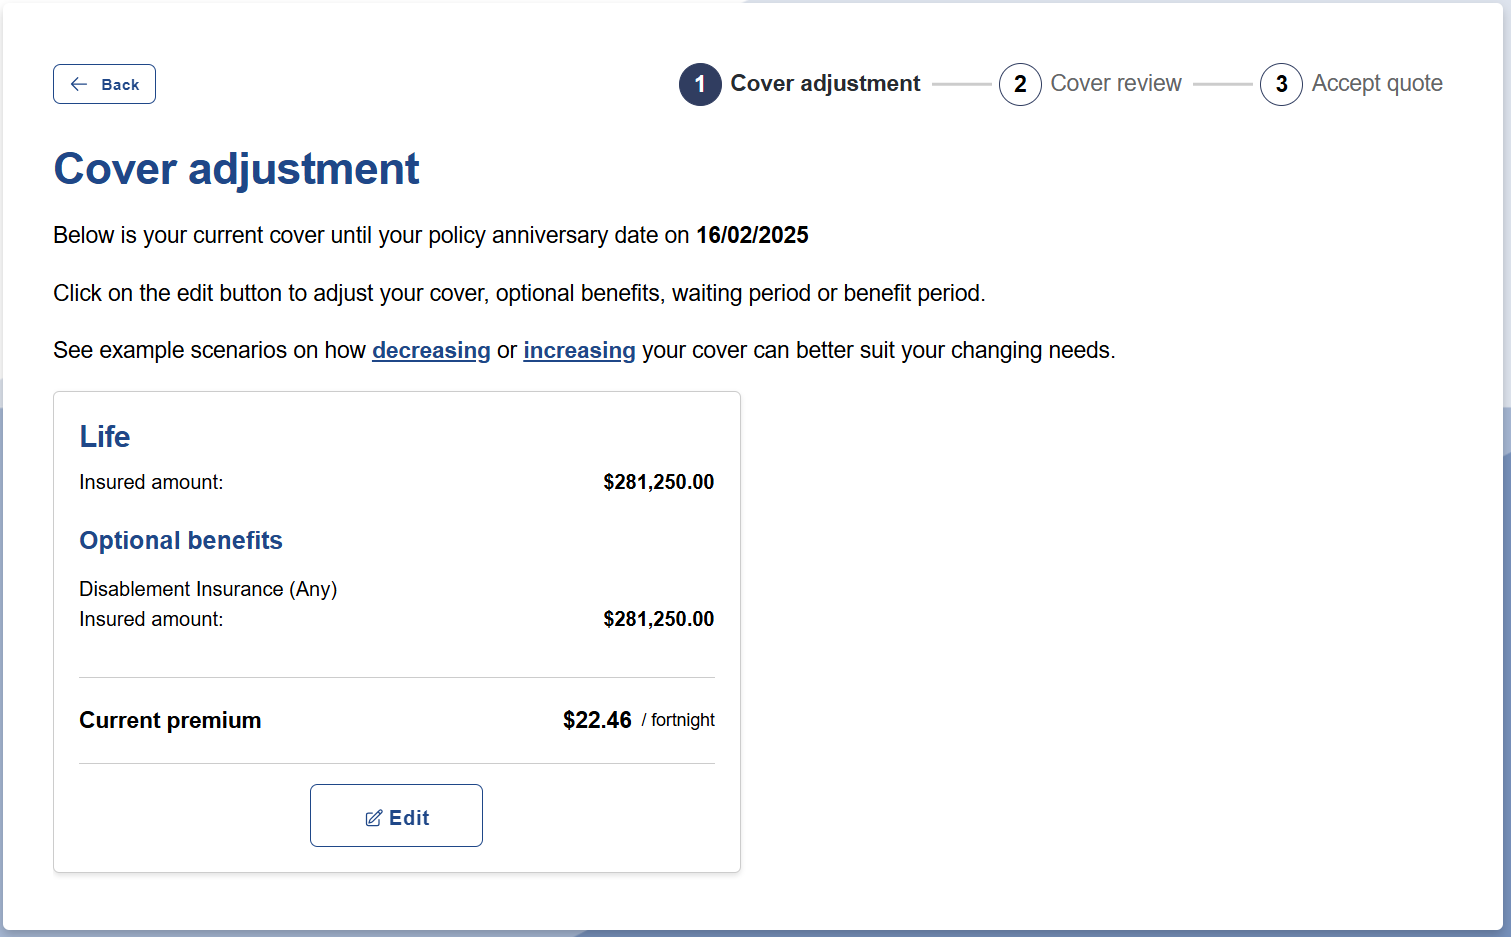 Back
1 Cover adjustment 2 Cover review 3 Accept quote
Cover adjustment
Below is your current cover until your policy anniversary date on 16/02/2025
Click on the edit button to adjust your cover, optional benefits, waiting period or benefit period.
See example scenarios on how decreasing or increasing your cover can better suit your changing needs.
Life
Insured amount: $281,250.00
Optional benefits
Disablement Insurance (Any)
Insured amount: $281,250.00
Current premium $22.46 / fortnight
Edit